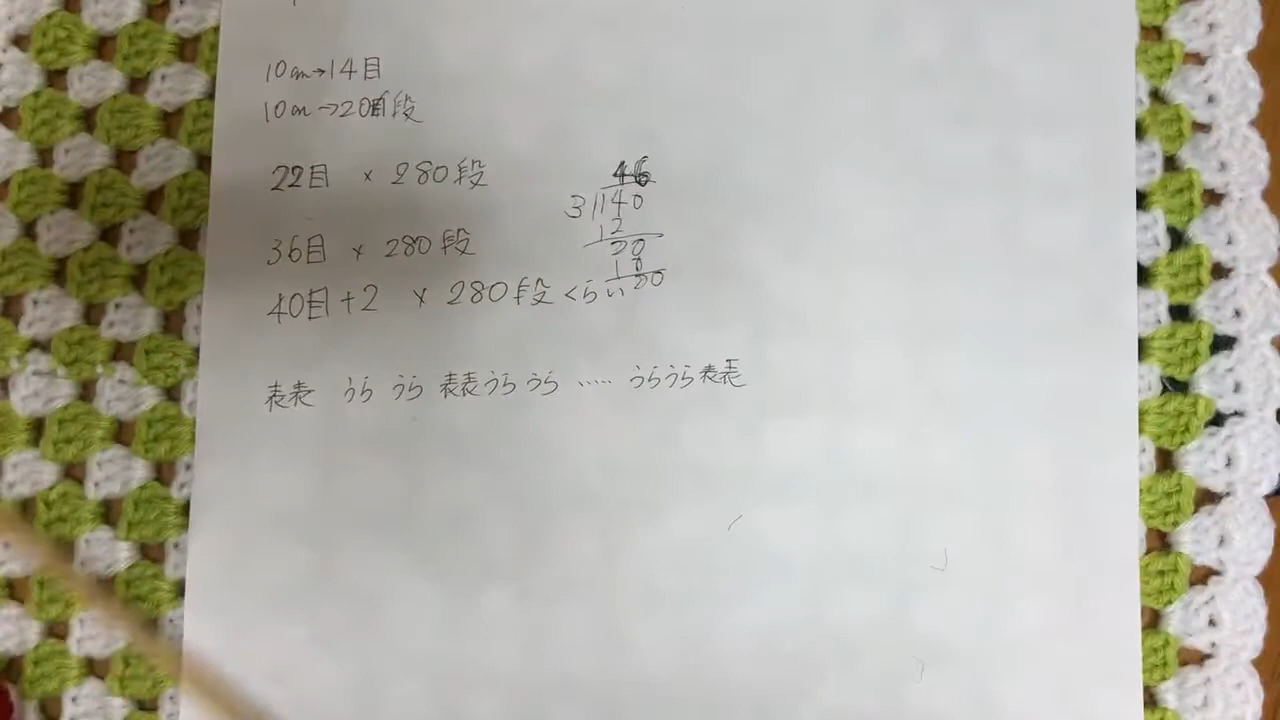 10cm→14目
10cm→20段
22目 × 280段
36目 × 280段
40目+2 × 280段くらい
46
3)140
12
20
18
20
表表 うら うら 表表うら うら ..... うらうら表表